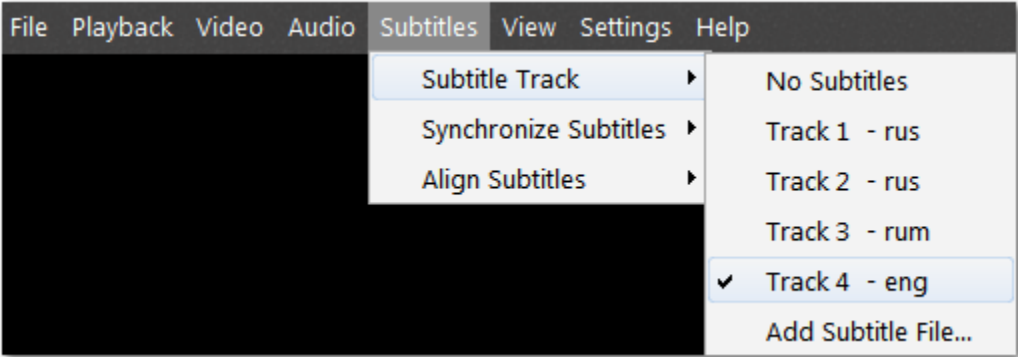 File Playback Video Audio Subtitles View Settings Help
Subtitle Track
Synchronize Subtitles
Align Subtitles
No Subtitles
Track 1 - rus
Track 2 - rus
Track 3 - rum
Track 4 - eng
Add Subtitle File...